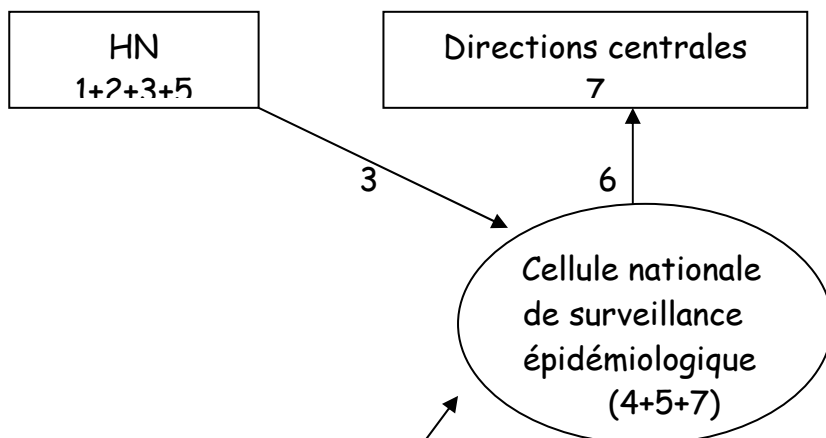 HN
1+2+3+5
Directions centrales
7
3
6
Cellule nationale
de surveillance
épidémiologique
(4+5+7)